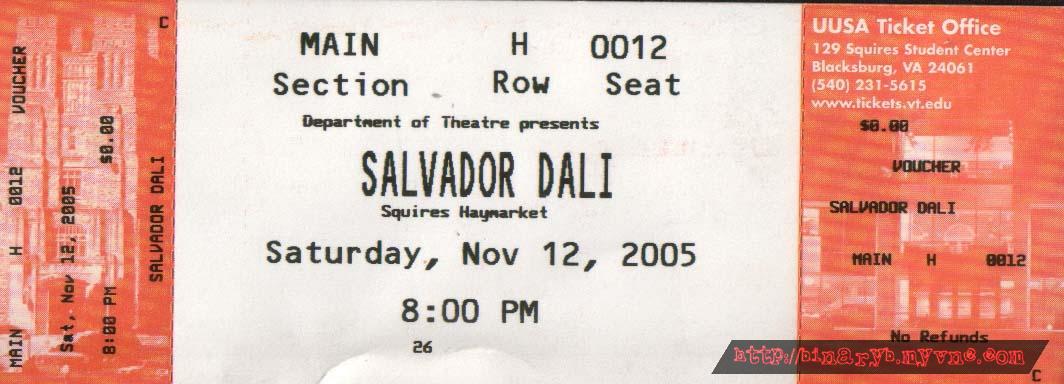 C
MAIN H 0012 VOUCHER
Sat, Nov 12, 2005
8:00 PM $0.00
SALVADOR DALI
MAIN H 0012
Section Row Seat
Department of Theatre presents
SALVADOR DALI
Squires Haymarket
Saturday, Nov 12, 2005
8:00 PM
26
UUSA Ticket Office
129 Squires Student Center
Blacksburg, VA 24061
(540) 231-5615
www.tickets.vt.edu
$0.00
VOUCHER
SALVADOR DALI
MAIN H 0012
No Refunds
http://binaryb.myvnc.com
C